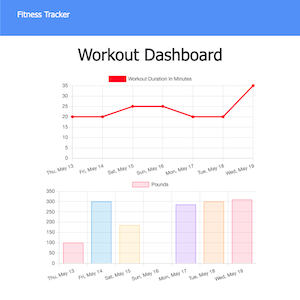 Fitness Tracker
Workout Dashboard
Workout Duration In Minutes
35
30
25
20
15
10
5
0
Thu, May 13
Fri, May 14
Sat, May 15
Sun, May 16
Mon, May 17
Tue, May 18
Wed, May 19
Pounds
350
300
250
200
150
100
50
0
Thu, May 13
Fri, May 14
Sat, May 15
Sun, May 16
Mon, May 17
Tue, May 18
Wed, May 19